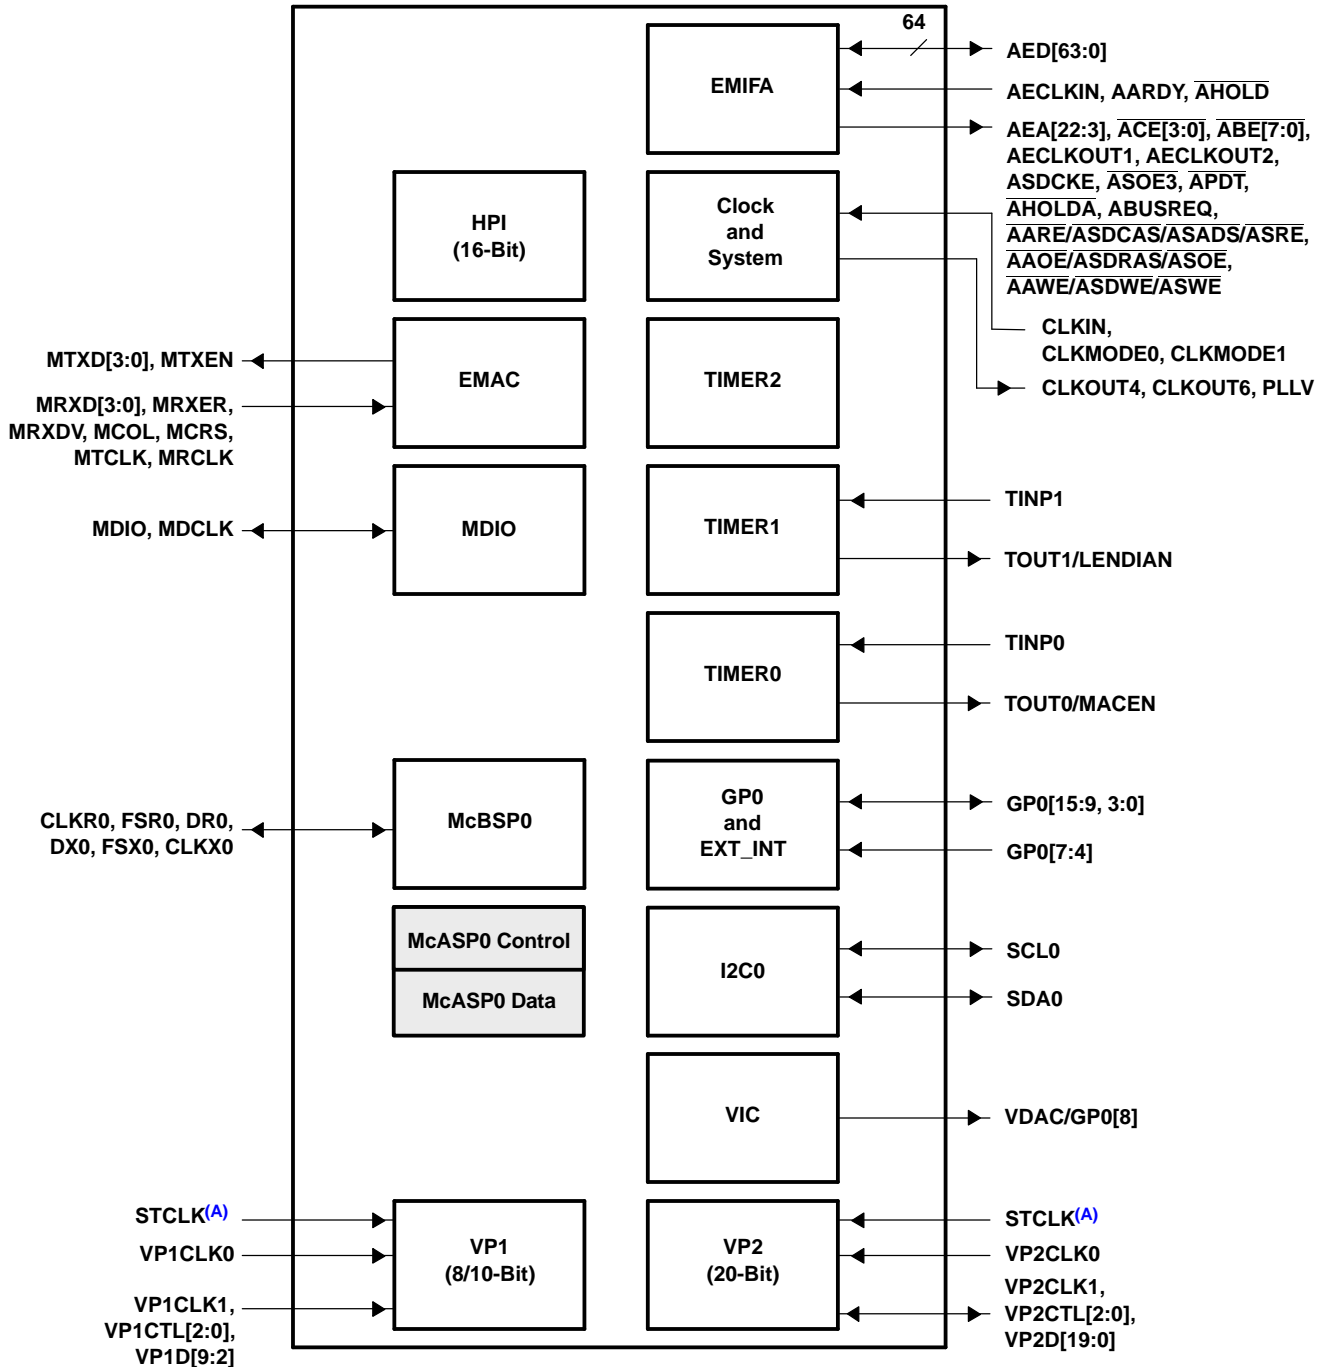 64
AED[63:0]
EMIFA
AECLKIN, AARDY, AHOLD
AEA[22:3], ACE[3:0], ABE[7:0],
AECLKOUT1, AECLKOUT2,
ASDCKE, ASOE3, APDT,
AHOLDA, ABUSREQ,
AARE/ASDCAS/ASADS/ASRE,
AAOE/ASDRAS/ASOE,
AAWE/ASDWE/ASWE
HPI
(16-Bit)
Clock
and
System
CLKIN,
CLKMODE0, CLKMODE1
CLKOUT4, CLKOUT6, PLLV
MTXD[3:0], MTXEN
MRXD[3:0], MRXER,
MRXDV, MCOL, MCRS,
MTCLK, MRCLK
EMAC
TIMER2
MDIO, MDCLK
MDIO
TIMER1
TINP1
TOUT1/LENDIAN
TIMER0
TINP0
TOUT0/MACEN
CLKR0, FSR0, DR0,
DX0, FSX0, CLKX0
McBSP0
GP0
and
EXT_INT
GP0[15:9, 3:0]
GP0[7:4]
McASP0 Control
McASP0 Data
I2C0
SCL0
SDA0
VIC
VDAC/GP0[8]
STCLK(A)
VP1CLK0
VP1CLK1,
VP1CTL[2:0],
VP1D[9:2]
VP1
(8/10-Bit)
VP2
(20-Bit)
STCLK(A)
VP2CLK0
VP2CLK1,
VP2CTL[2:0],
VP2D[19:0]